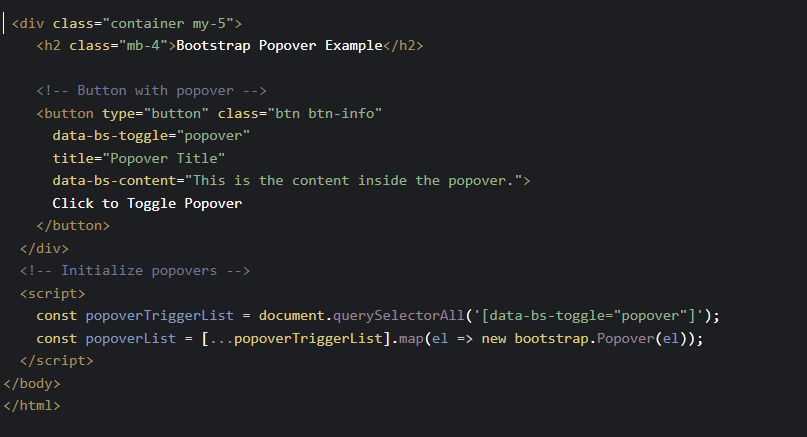 <div class="container my-5">
<h2 class="mb-4">Bootstrap Popover Example</h2>
<!-- Button with popover -->
<button type="button" class="btn btn-info"
data-bs-toggle="popover"
title="Popover Title"
data-bs-content="This is the content inside the popover.">
Click to Toggle Popover
</button>
</div>
<!-- Initialize popovers -->
<script>
const popoverTriggerList = document.querySelectorAll('[data-bs-toggle="popover"]');
const popoverList = [...popoverTriggerList].map(el => new bootstrap.Popover(el));
</script>
</body>
</html>